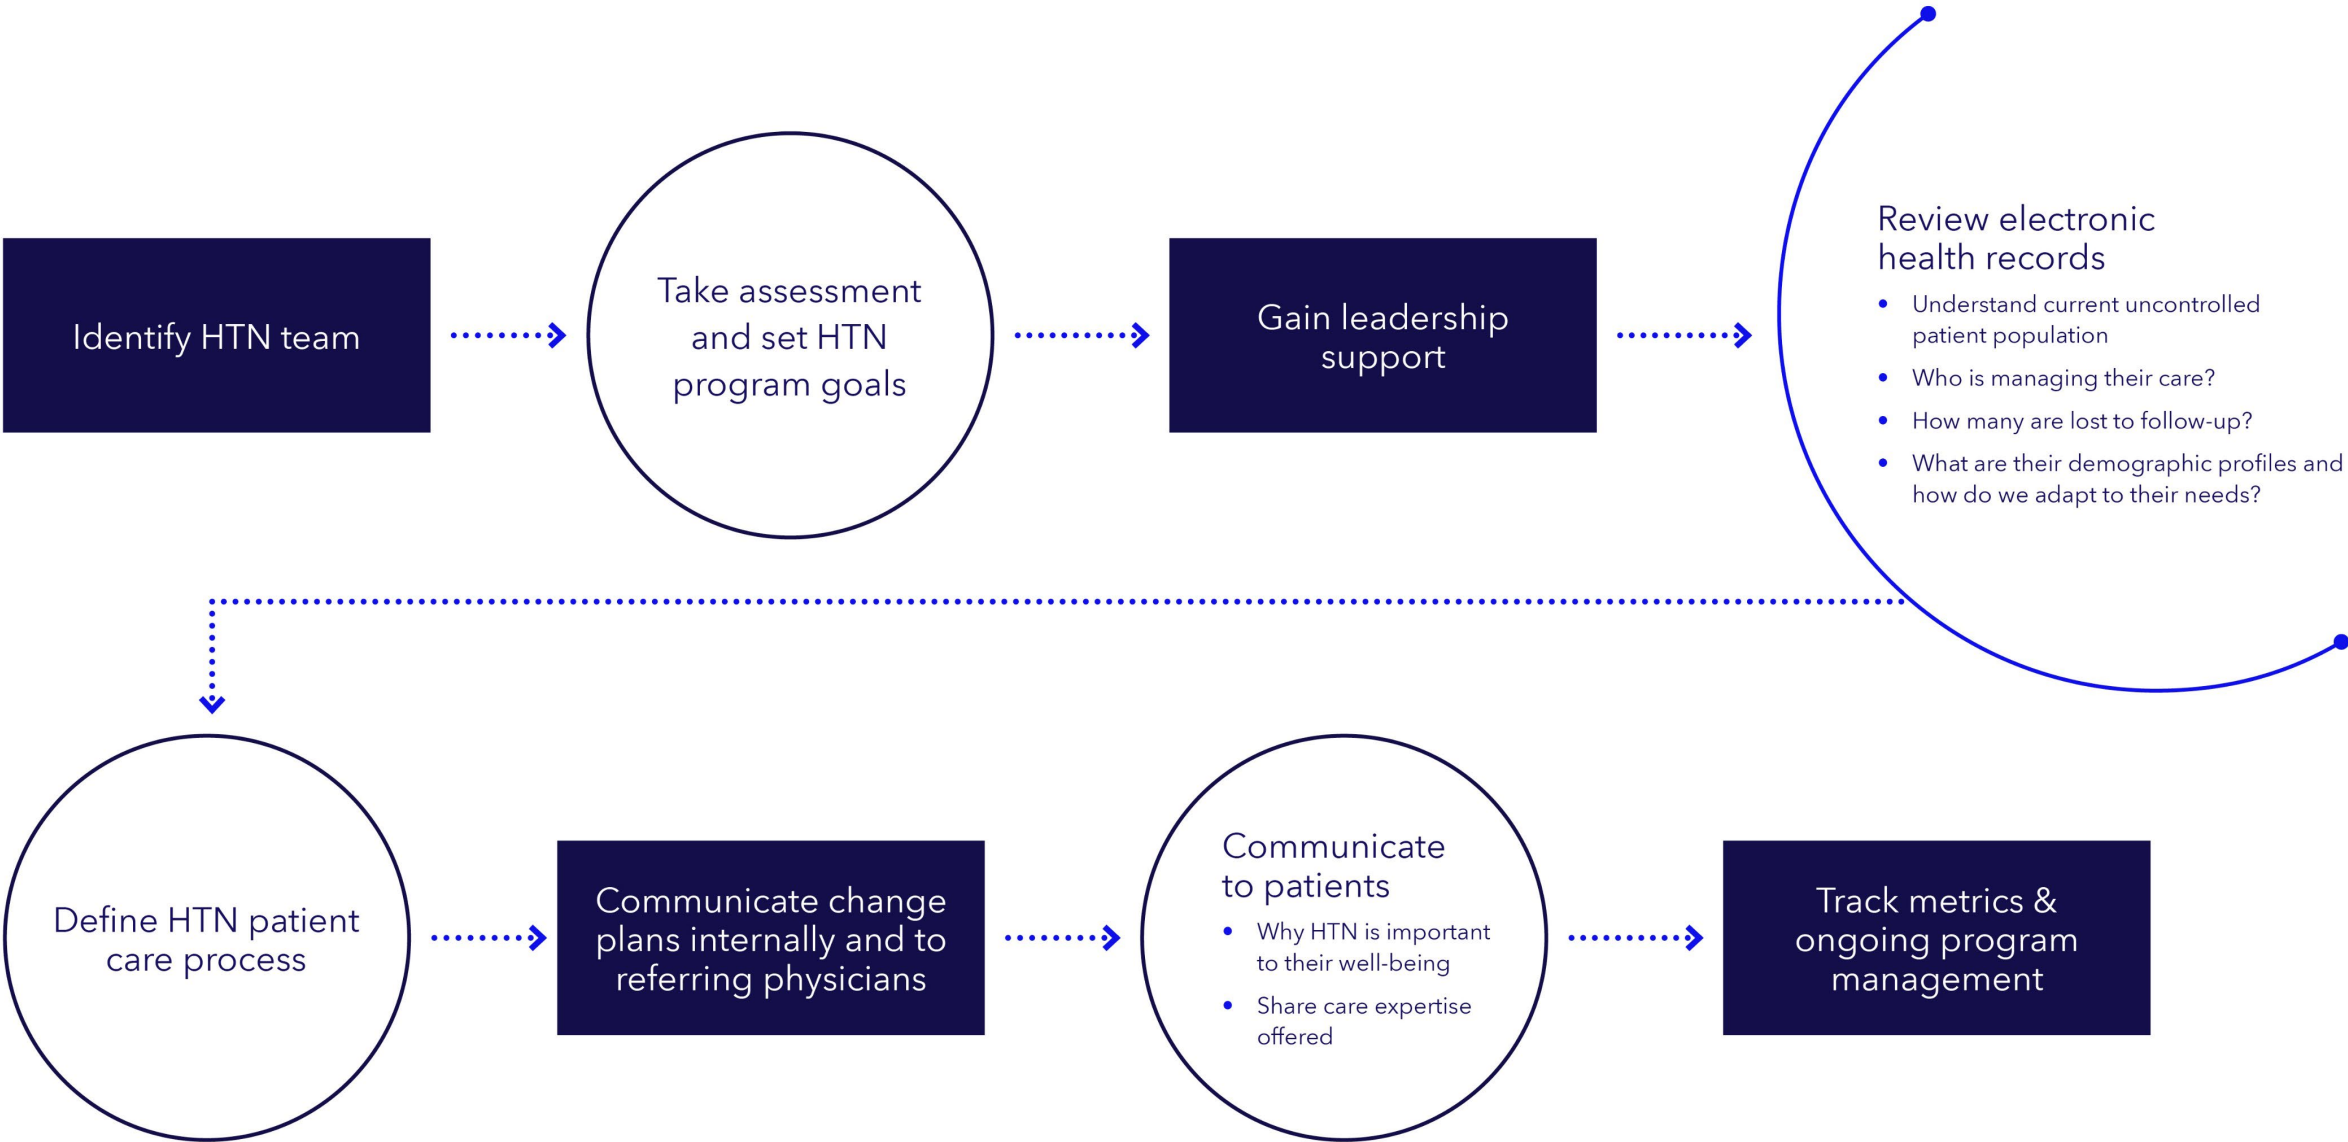 Identify HTN team
Take assessment
and set HTN
program goals
Gain leadership
support
Review electronic
health records
• Understand current uncontrolled
patient population
• Who is managing their care?
• How many are lost to follow-up?
• What are their demographic profiles and
how do we adapt to their needs?
Define HTN patient
care process
Communicate change
plans internally and to
referring physicians
Communicate
to patients
• Why HTN is important
to their well-being
• Share care expertise
offered
Track metrics &
ongoing program
management